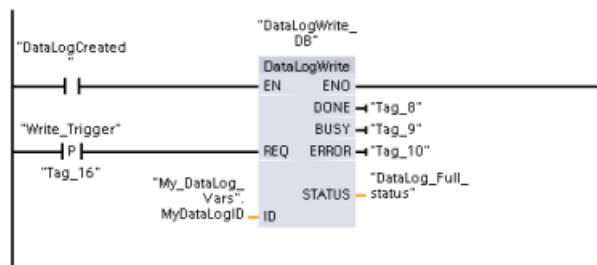 "DataLogWrite_
DB"
"DataLogCreated
"
DataLogWrite
EN ENO
DONE "Tag_8"
BUSY "Tag_9"
"Write_Trigger"
P
REQ ERROR "Tag_10"
"Tag_16"
"DataLog_Full_
"My_DataLog_
Vars".
STATUS status"
MyDataLogID ID